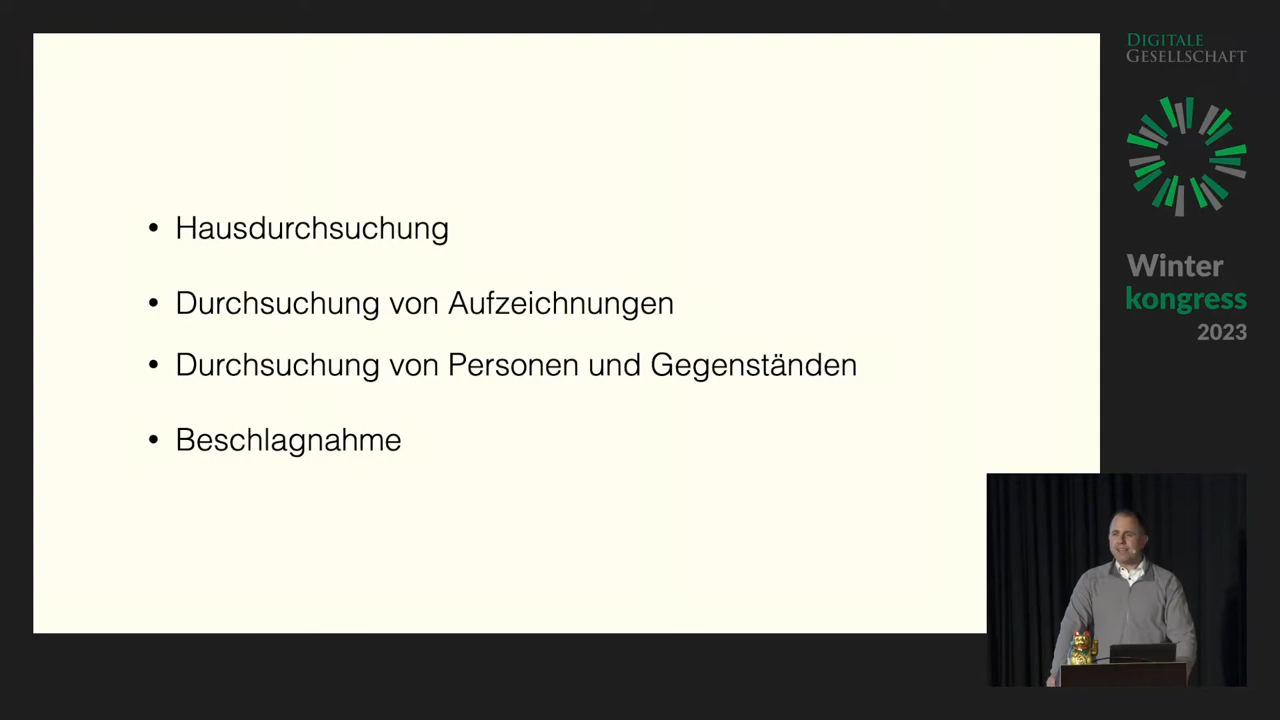 • Hausdurchsuchung
• Durchsuchung von Aufzeichnungen
• Durchsuchung von Personen und Gegenständen
• Beschlagnahme
DIGITALE
GESELLSCHAFT
Winter
kongress
2023